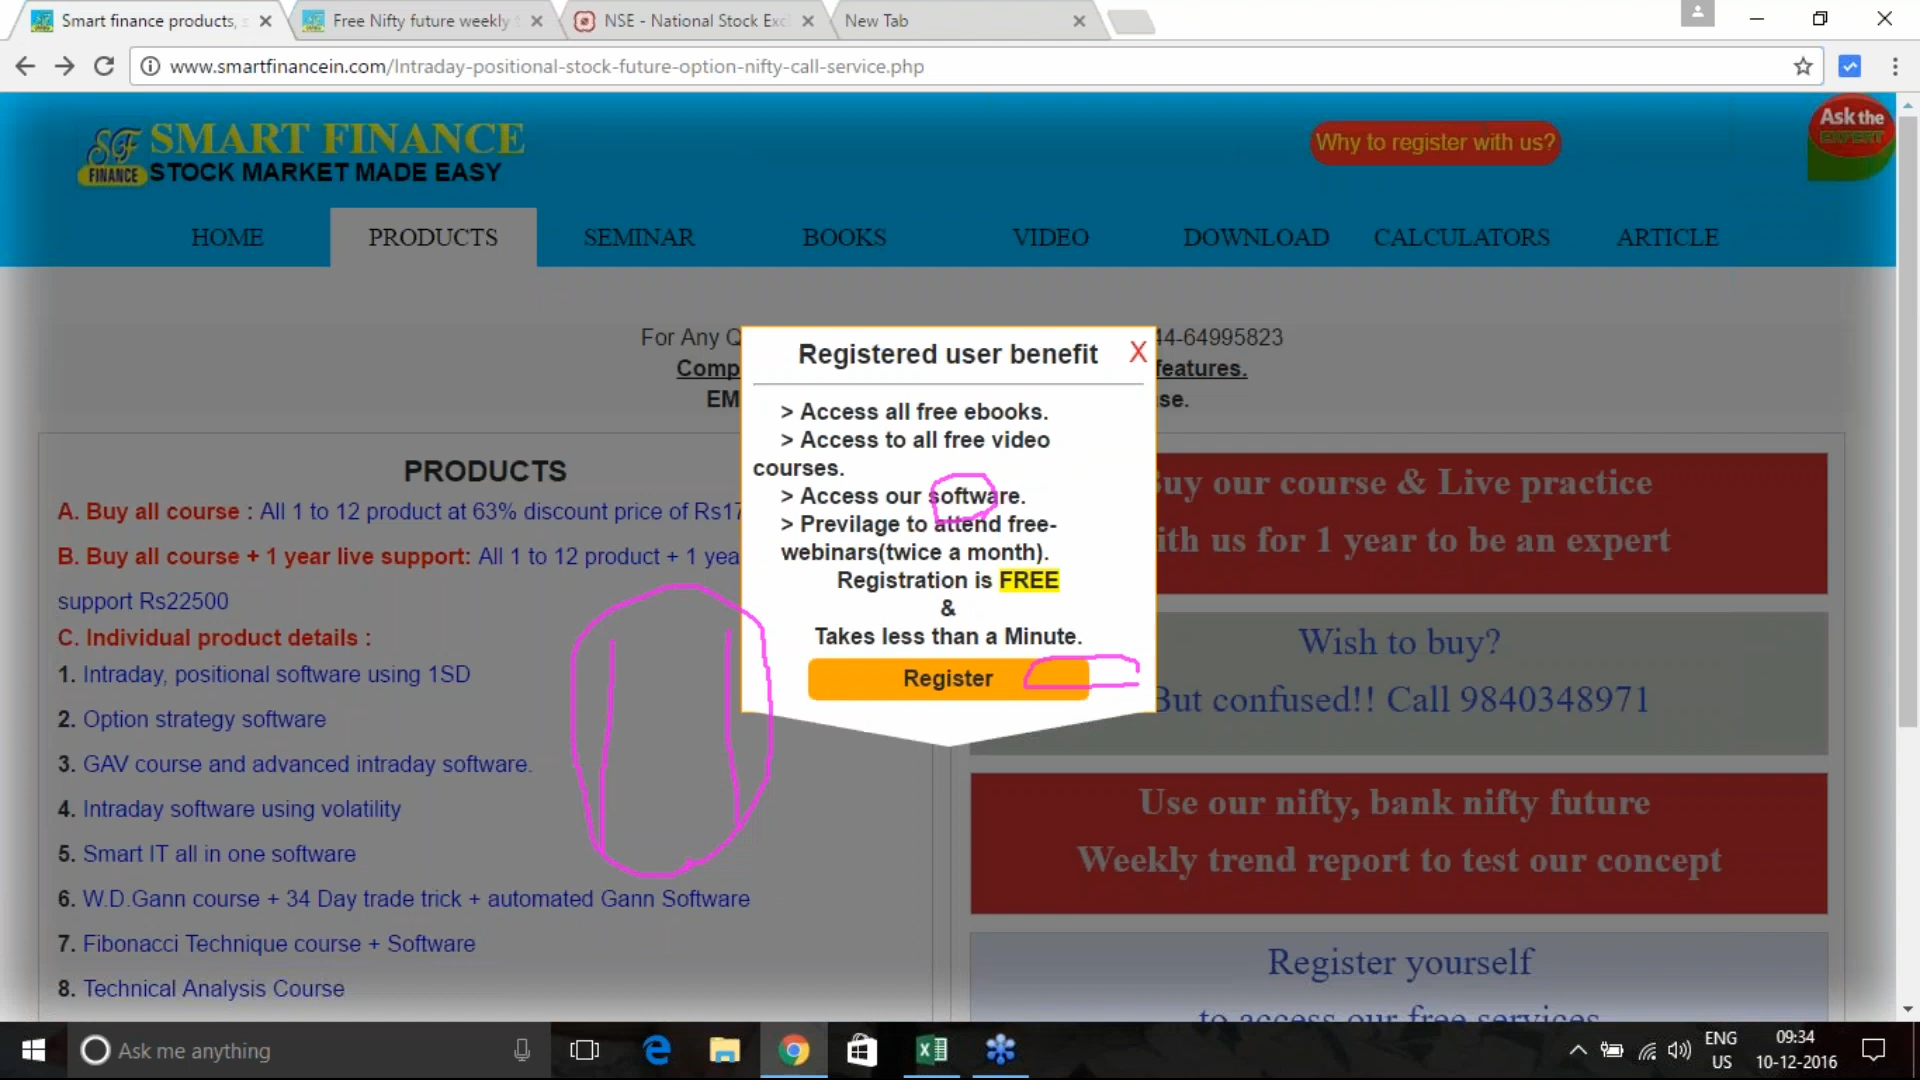 Smart finance products, s
Free Nifty future weekly t
NSE - National Stock Exc
New Tab
www.smartfinancein.com/Intraday-positional-stock-future-option-nifty-call-service.php
SF
FINANCE
SMART FINANCE
STOCK MARKET MADE EASY
Why to register with us?
Ask the
EXPERT
HOME
PRODUCTS
SEMINAR
BOOKS
VIDEO
DOWNLOAD
CALCULATORS
ARTICLE
For Any Q
44-64995823
Comp
features.
EM
se.
Registered user benefit
X
> Access all free ebooks.
> Access to all free video
courses.
> Access our software.
> Previlage to attend free-
webinars(twice a month).
Registration is FREE
&
Takes less than a Minute.
Register
PRODUCTS
A. Buy all course : All 1 to 12 product at 63% discount price of Rs17
B. Buy all course + 1 year live support: All 1 to 12 product + 1 yea
support Rs22500
C. Individual product details :
1. Intraday, positional software using 1SD
2. Option strategy software
3. GAV course and advanced intraday software.
4. Intraday software using volatility
5. Smart IT all in one software
6. W.D.Gann course + 34 Day trade trick + automated Gann Software
7. Fibonacci Technique course + Software
8. Technical Analysis Course
Buy our course & Live practice
ith us for 1 year to be an expert
Wish to buy?
But confused!! Call 9840348971
Use our nifty, bank nifty future
Weekly trend report to test our concept
Register yourself
to access our free services
Ask me anything
ENG
US
09:34
10-12-2016